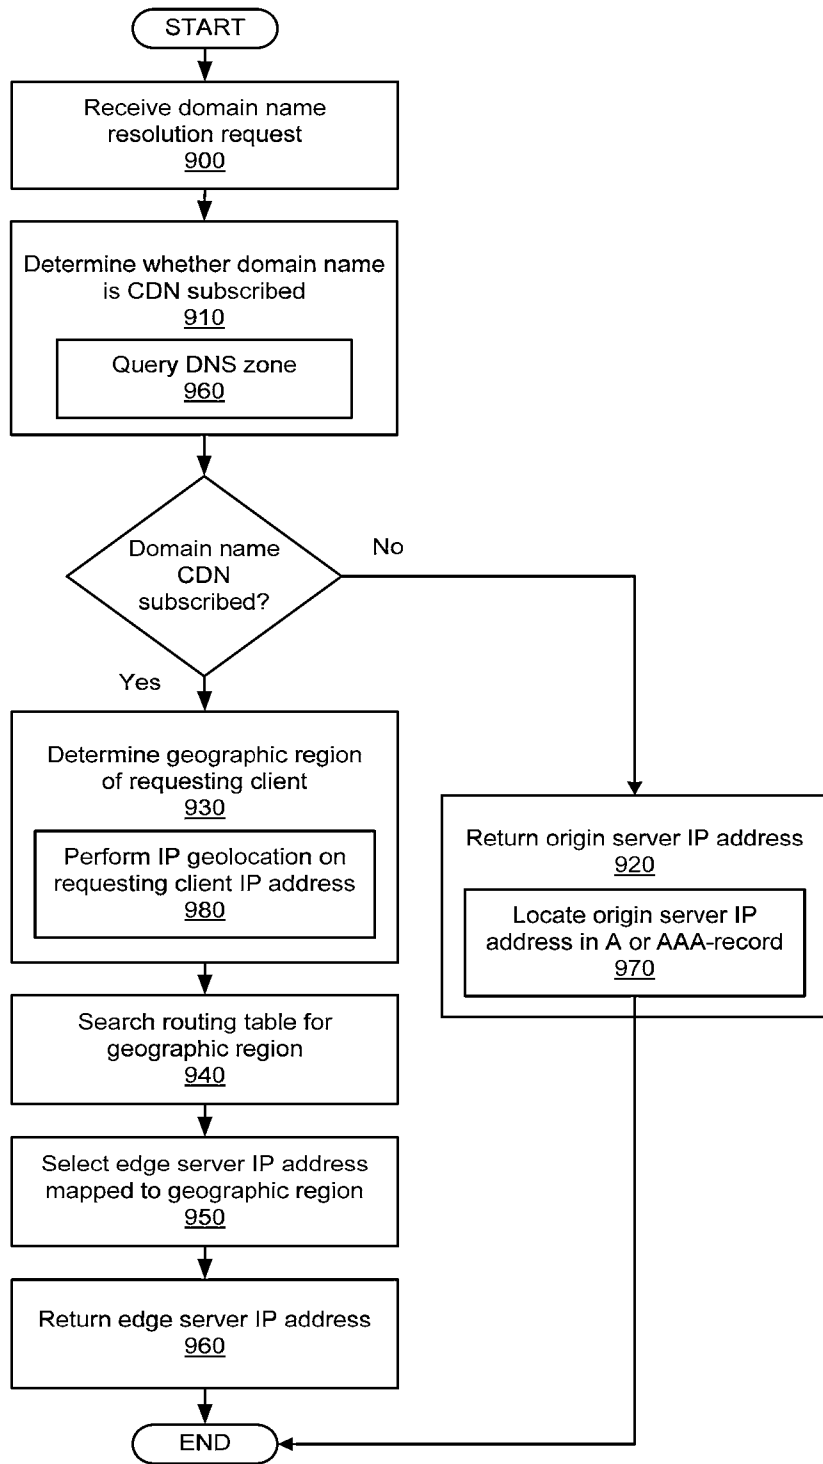 START
Receive domain name
resolution request
900
Determine whether domain name
is CDN subscribed
910
Query DNS zone
960
Domain name
CDN
subscribed?
No
Yes
Determine geographic region
of requesting client
930
Perform IP geolocation on
requesting client IP address
980
Return origin server IP address
920
Locate origin server IP
address in A or AAA-record
970
Search routing table for
geographic region
940
Select edge server IP address
mapped to geographic region
950
Return edge server IP address
960
END